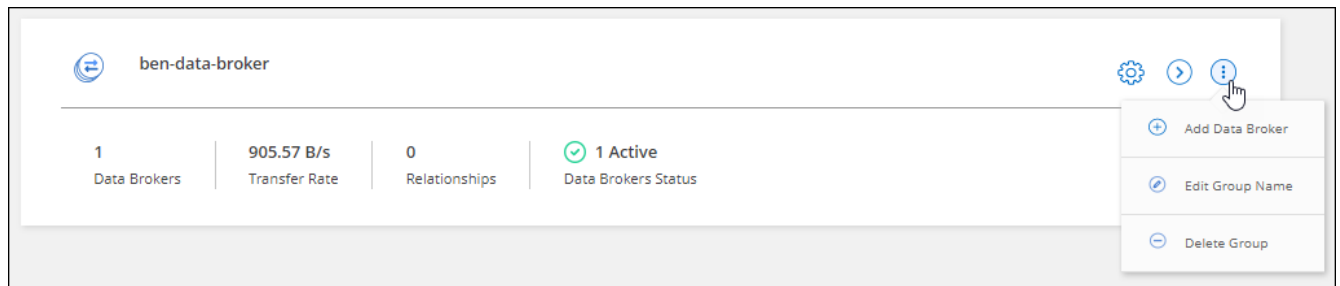 ben-data-broker
1 905.57 B/s 0 1 Active
Data Brokers Transfer Rate Relationships Data Brokers Status
Add Data Broker
Edit Group Name
Delete Group